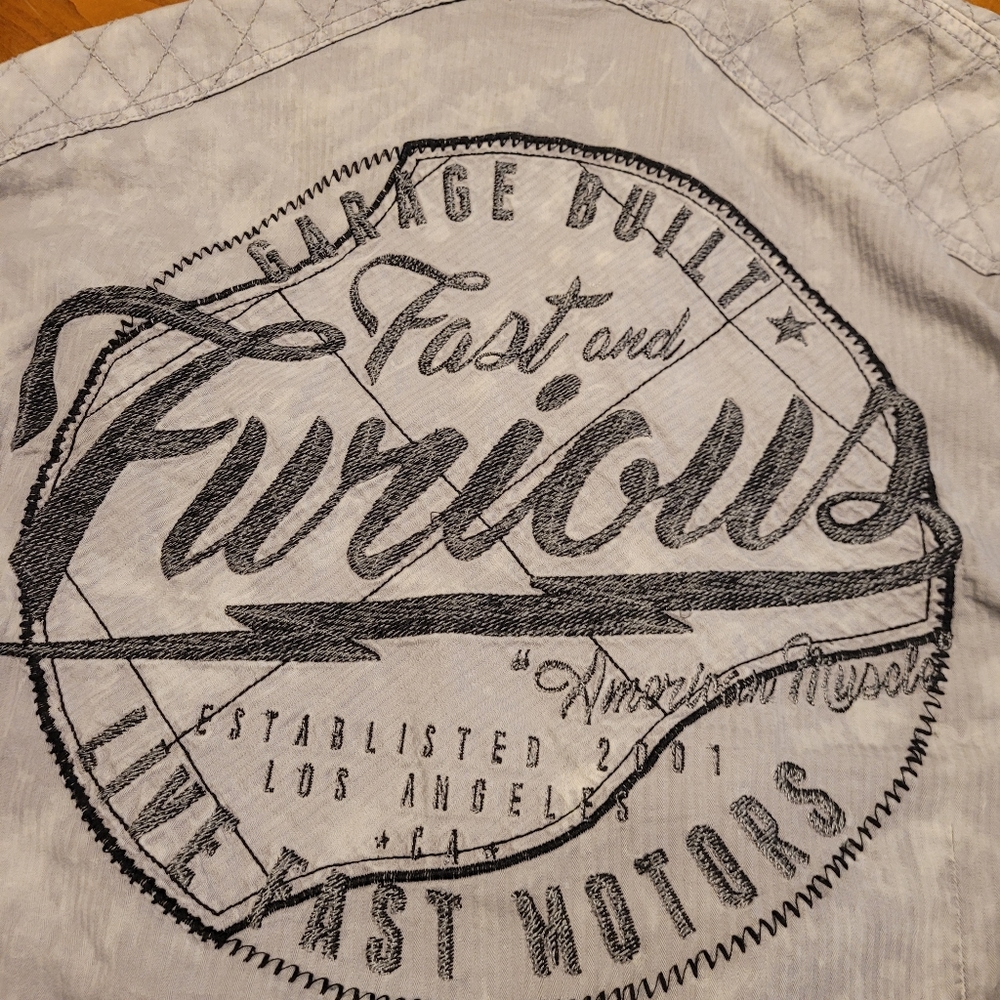 GARAGE BUILT
Fast and
Furious
"American Muscle
ESTABLISTED 2001
LOS ANGELES
CA
LIVE FAST MOTORS